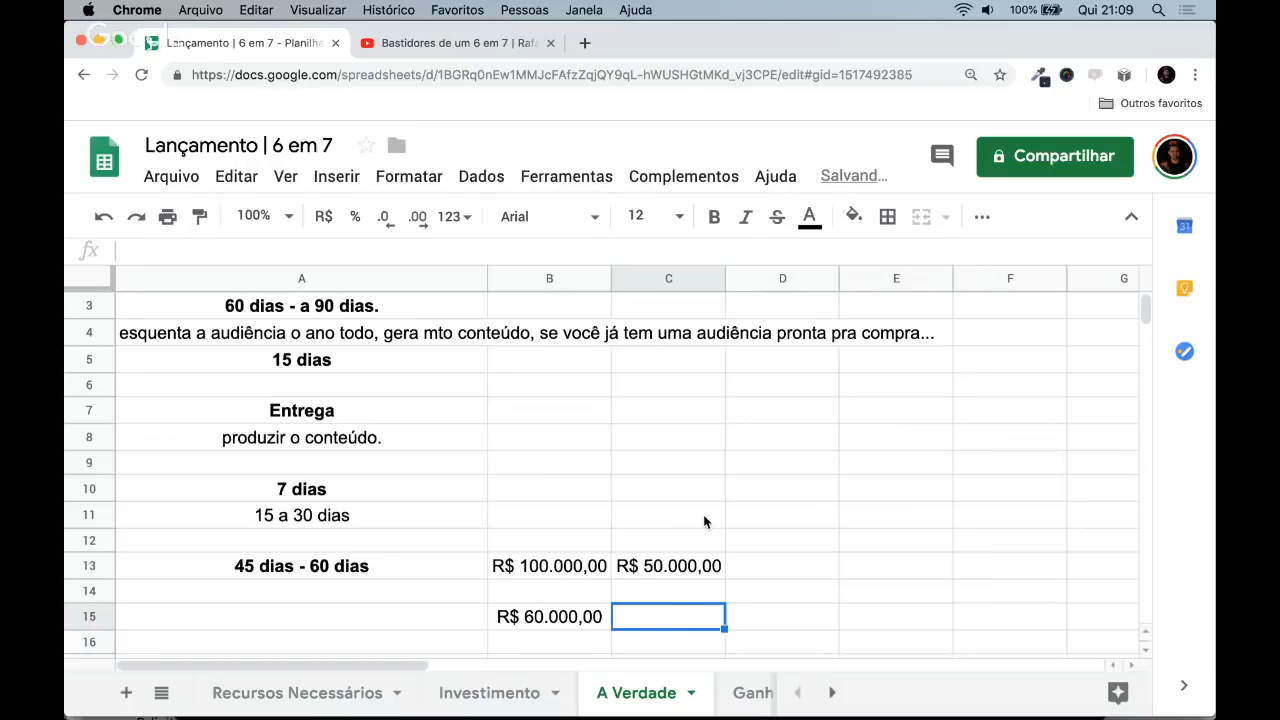 Chrome Arquivo Editar Visualizar Histórico Favoritos Pessoas Janela Ajuda 100% Qui 21:09
Lançamento | 6 em 7 - Planilha Bastidores de um 6 em 7 | Rafa
https://docs.google.com/spreadsheets/d/1BGRq0nEw1MMJcFAfzZqjQY9qL-hWUSHGtMKd_vj3CPE/edit#gid=1517492385
Outros favoritos
Lançamento | 6 em 7
Compartilhar
Arquivo Editar Ver Inserir Formatar Dados Ferramentas Complementos Ajuda Salvand...
100% R$ % .0 .00 123 Arial 12 B I S A ...
31
fx
A B C D E F G
3 60 dias - a 90 dias.
4 esquenta a audiência o ano todo, gera mto conteúdo, se você já tem uma audiência pronta pra compra...
5 15 dias
6
7 Entrega
8 produzir o conteúdo.
9
10 7 dias
11 15 a 30 dias
12
13 45 dias - 60 dias R$ 100.000,00 R$ 50.000,00
14
15 R$ 60.000,00
16
Recursos Necessários Investimento A Verdade Ganh